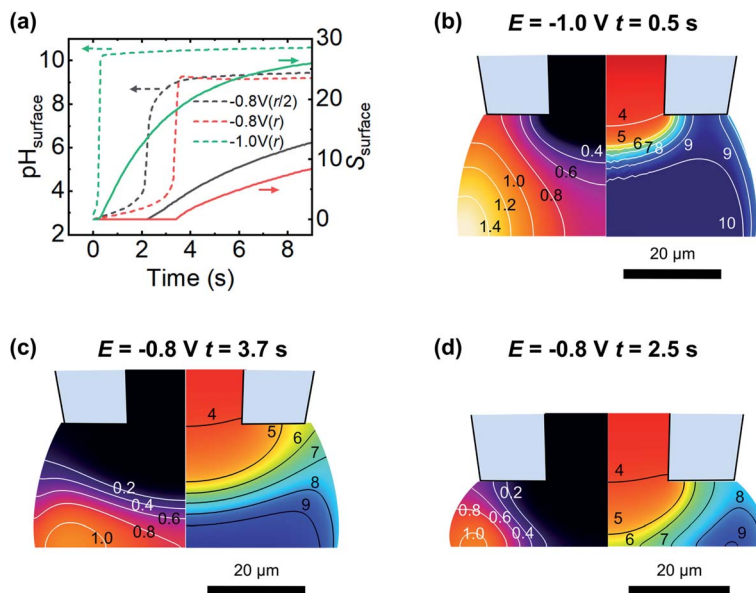 (a)
30
20
10
0
10
8
6
4
2
0 2 4 6 8
pHsurface
Ssurface
Time (s)
-0.8V(r/2)
-0.8V(r)
-1.0V(r)
(b) E = -1.0 V t = 0.5 s
4
5 6 7 8 9 9
10
0.4
0.6
0.8
1.0
1.2
1.4
20 µm
(c) E = -0.8 V t = 3.7 s
4
5
6
7
8
9
0.2
0.4
0.6
0.8
1.0
20 µm
(d) E = -0.8 V t = 2.5 s
4
5
6 7
8
9
0.2
0.8
0.6
0.4
1.0
20 µm